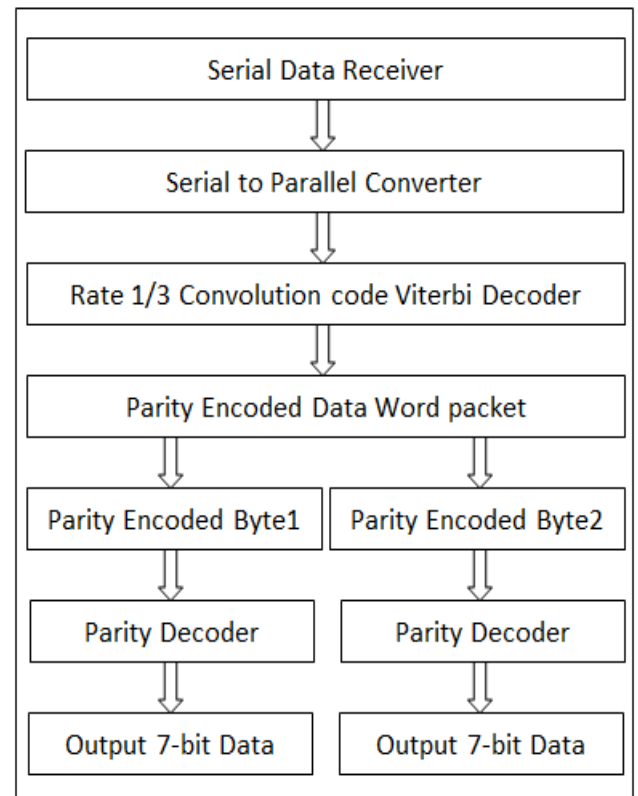 Serial Data Receiver
Serial to Parallel Converter
Rate 1/3 Convolution code Viterbi Decoder
Parity Encoded Data Word packet
Parity Encoded Byte1
Parity Encoded Byte2
Parity Decoder
Parity Decoder
Output 7-bit Data
Output 7-bit Data